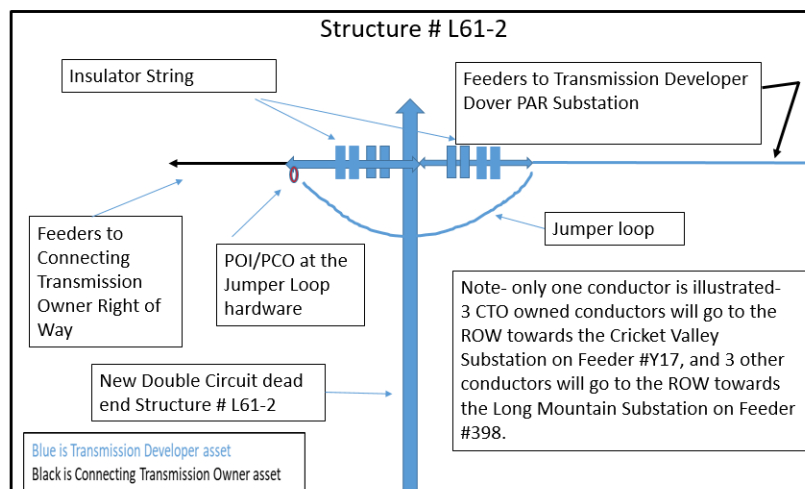 Structure # L61-2
Insulator String
Feeders to Transmission Developer
Dover PAR Substation
Feeders to
Connecting
Transmission
Owner Right of
Way
POI/PCO at the
Jumper Loop
hardware
Jumper loop
Note- only one conductor is illustrated-
3 CTO owned conductors will go to the
ROW towards the Cricket Valley
Substation on Feeder #Y17, and 3 other
conductors will go to the ROW towards
the Long Mountain Substation on Feeder
#398.
New Double Circuit dead
end Structure # L61-2
Blue is Transmission Developer asset
Black is Connecting Transmission Owner asset